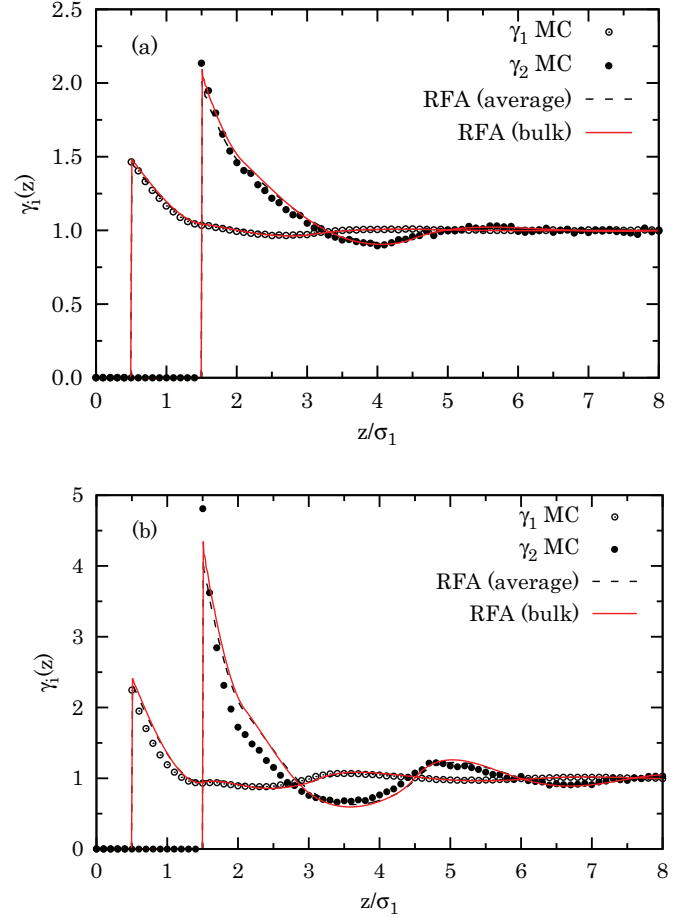 (a)
γ1 MC
γ2 MC
RFA (average)
RFA (bulk)
γi(z)
2.5
2.0
1.5
1.0
0.5
0.0
0 1 2 3 4 5 6 7 8
z/σ1
(b)
γ1 MC
γ2 MC
RFA (average)
RFA (bulk)
γi(z)
5
4
3
2
1
0
0 1 2 3 4 5 6 7 8
z/σ1